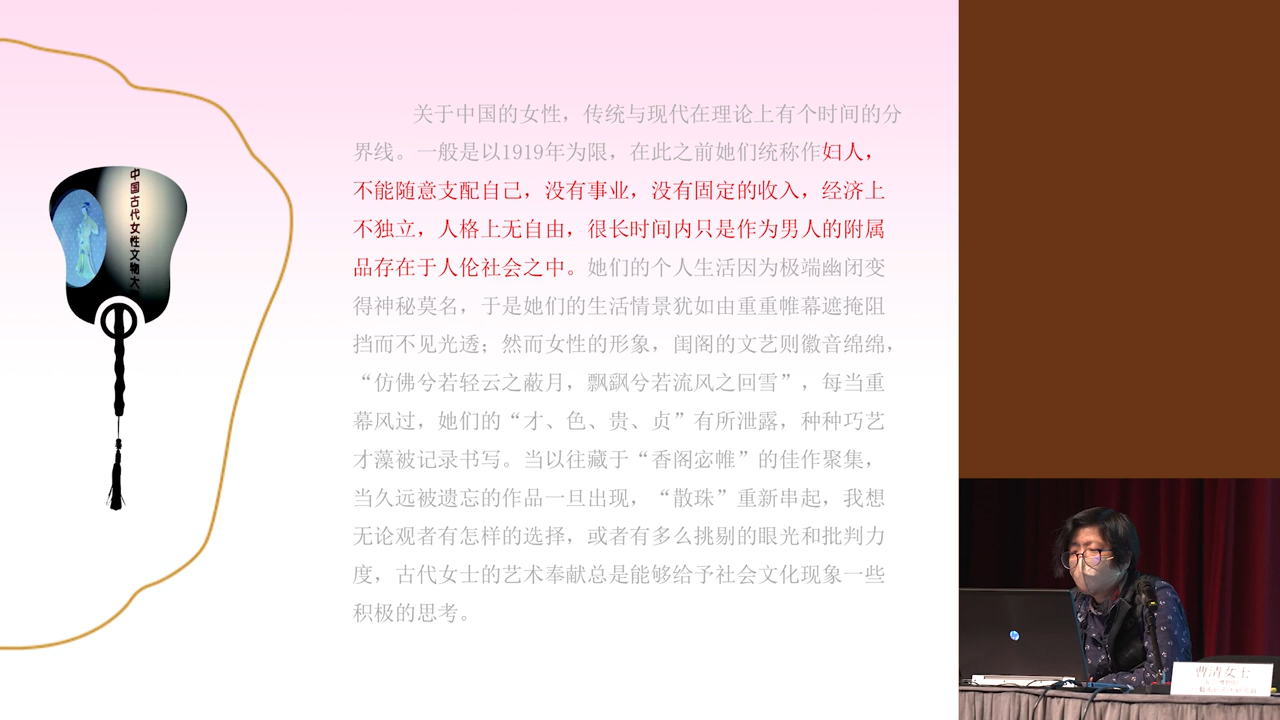 中国古代女性文物大
关于中国的女性，传统与现代在理论上有个时间的分
界线。一般是以1919年为限，在此之前她们统称作妇人，
不能随意支配自己，没有事业，没有固定的收入，经济上
不独立，人格上无自由，很长时间内只是作为男人的附属
品存在于人伦社会之中。她们的个人生活因为极端幽闭变
得神秘莫名，于是她们的生活情景犹如由重重帷幕遮掩阻
挡而不见光透；然而女性的形象，闺阁的文艺则徽音绵绵，
“仿佛兮若轻云之蔽月，飘飖兮若流风之回雪”，每当重
幕风过，她们的“才、色、贵、贞”有所泄露，种种巧艺
才藻被记录书写。当以往藏于“香阁宓帷”的佳作聚集，
当久远被遗忘的作品一旦出现，“散珠”重新串起，我想
无论观者有怎样的选择，或者有多么挑剔的眼光和批判力
度，古代女士的艺术奉献总是能够给予社会文化现象一些
积极的思考。
曹清女士